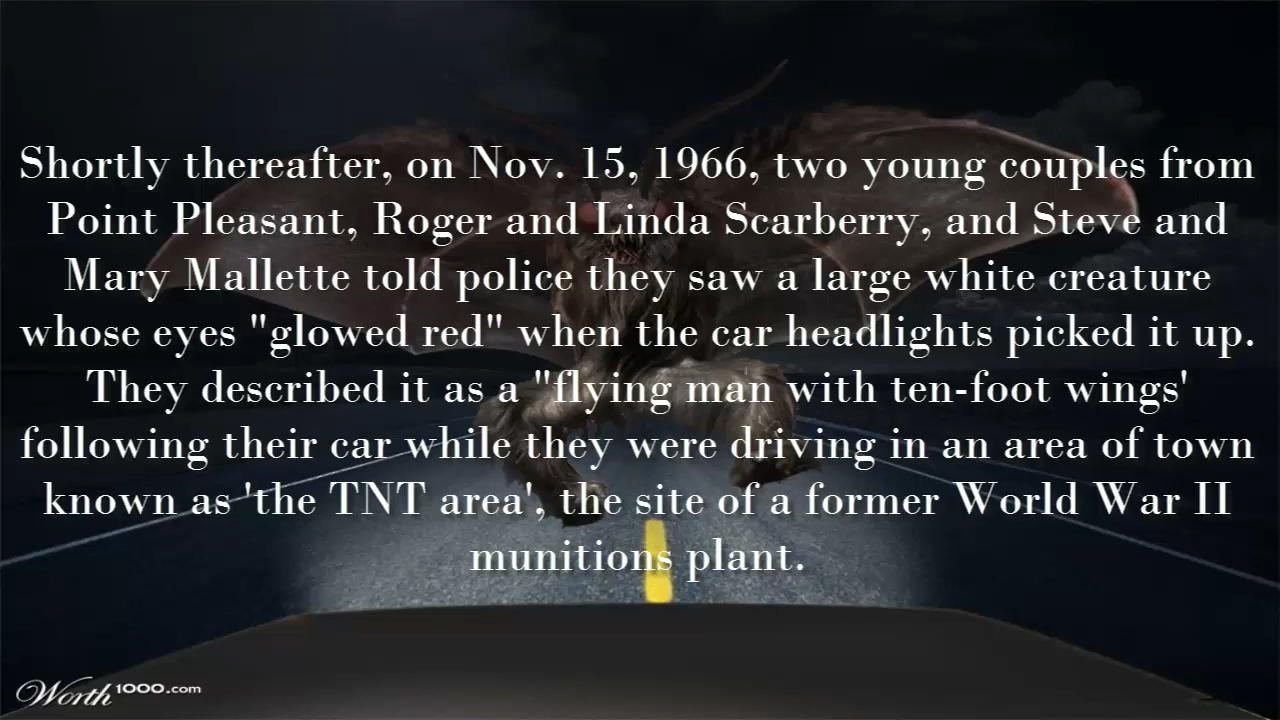 Shortly thereafter, on Nov. 15, 1966, two young couples from
Point Pleasant, Roger and Linda Scarberry, and Steve and
Mary Mallette told police they saw a large white creature
whose eyes "glowed red" when the car headlights picked it up.
They described it as a "flying man with ten-foot wings'
following their car while they were driving in an area of town
known as 'the TNT area', the site of a former World War II
munitions plant.
Worth1000.com